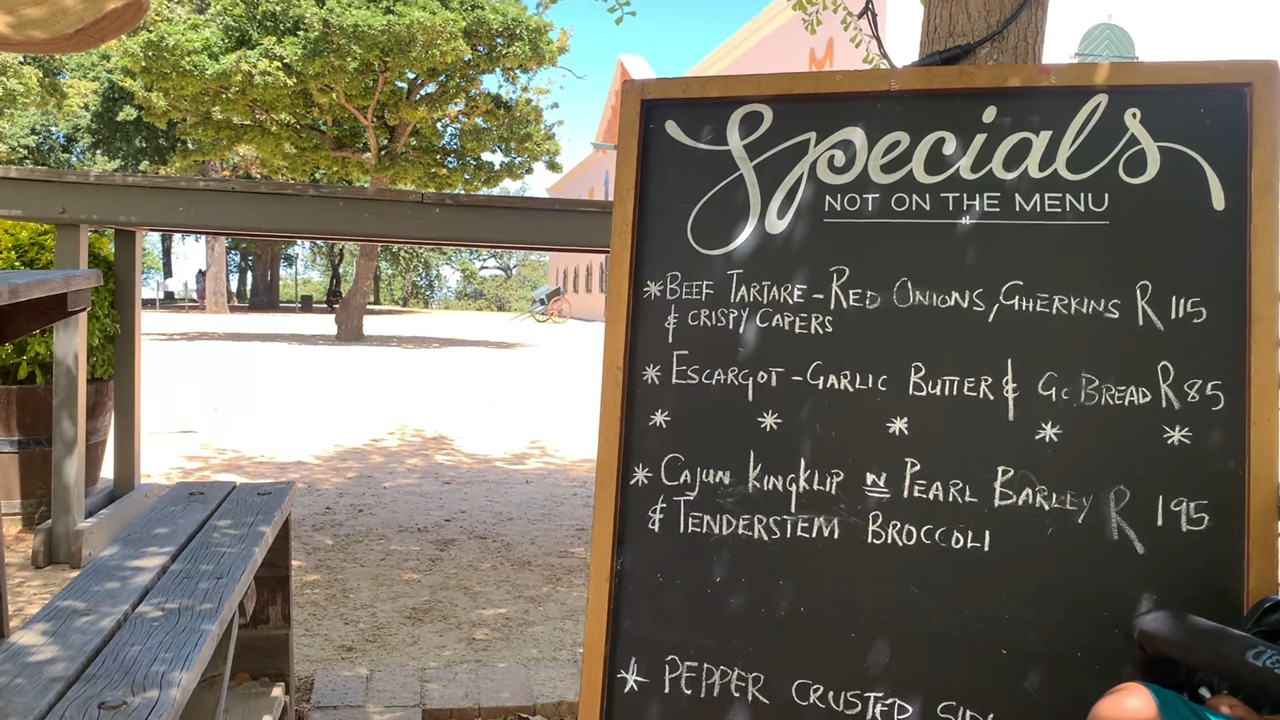 Specials
NOT ON THE MENU
* BEEF TARTARE - RED ONIONS, GHERKINS R 115
& CRISPY CAPERS
* ESCARGOT - GARLIC BUTTER & GC BREAD R 85
* * * * *
* CAJUN KINGKLIP W PEARL BARLEY R 195
& TENDERSTEM BROCCOLI
* PEPPER CRUSTED